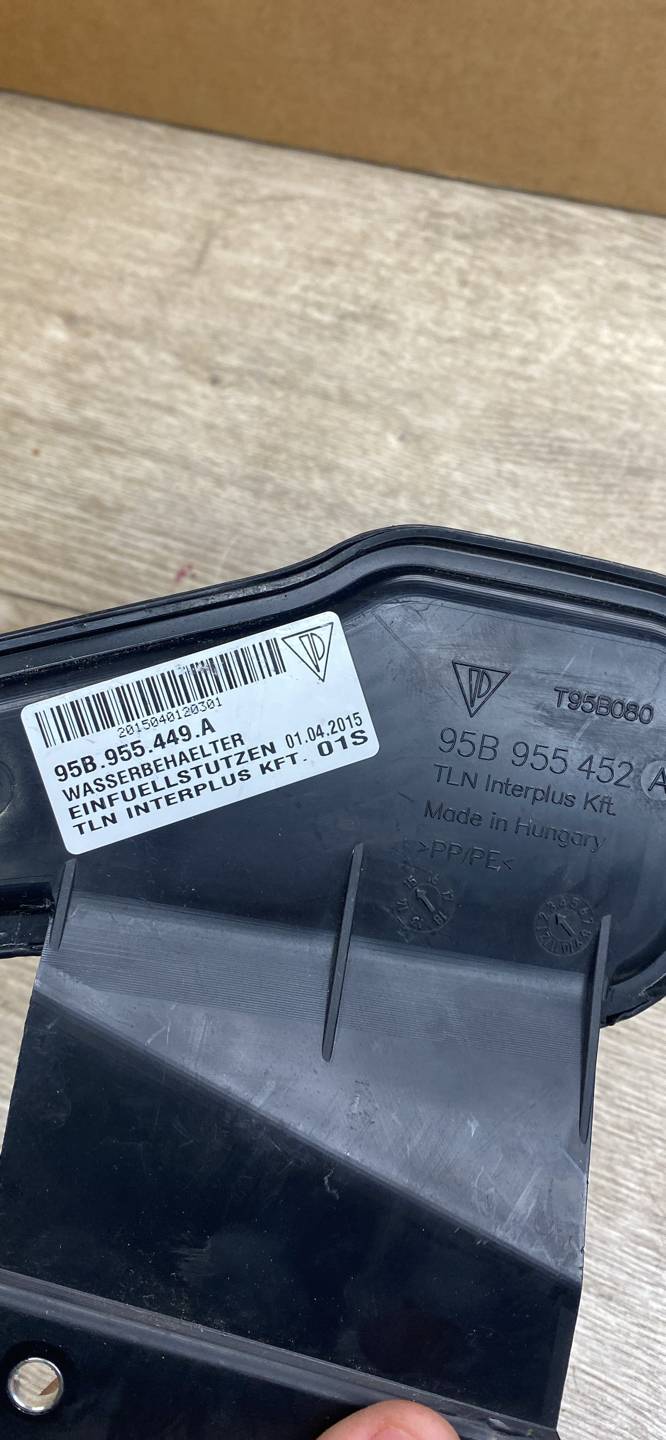 2015040120301
95B.955.449.A
WASSERBEHAELTER
EINFUELLSTUTZEN 01.04.2015
TLN INTERPLUS KFT. 01S
T95B080
95B 955 452 A
TLN Interplus Kft.
Made in Hungary
>PP/PE<